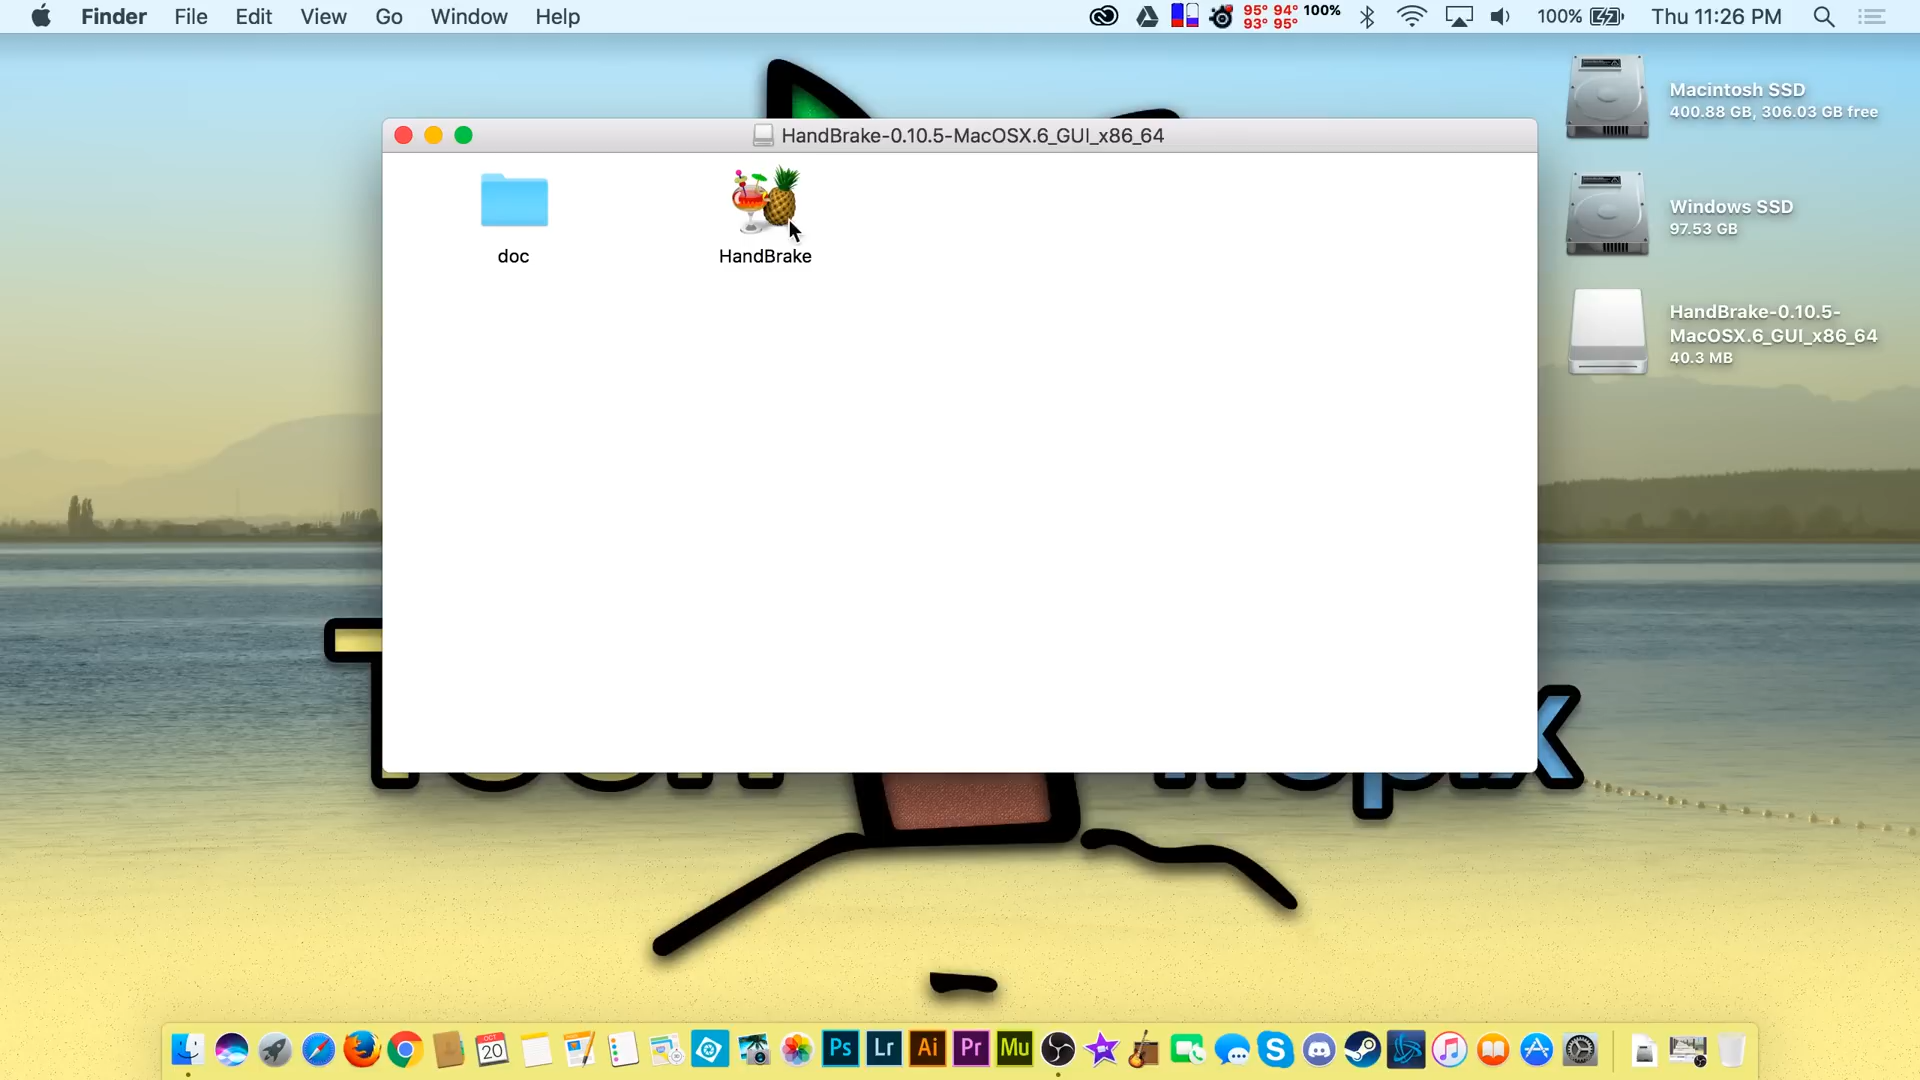 Finder File Edit View Go Window Help
95° 94° 100%
93° 95°
100% Thu 11:26 PM
HandBrake-0.10.5-MacOSX.6_GUI_x86_64
doc
HandBrake
Macintosh SSD
400.88 GB, 306.03 GB free
Windows SSD
97.53 GB
HandBrake-0.10.5-
MacOSX.6_GUI_x86_64
40.3 MB
OCT
20
Ps Lr Ai Pr Mu